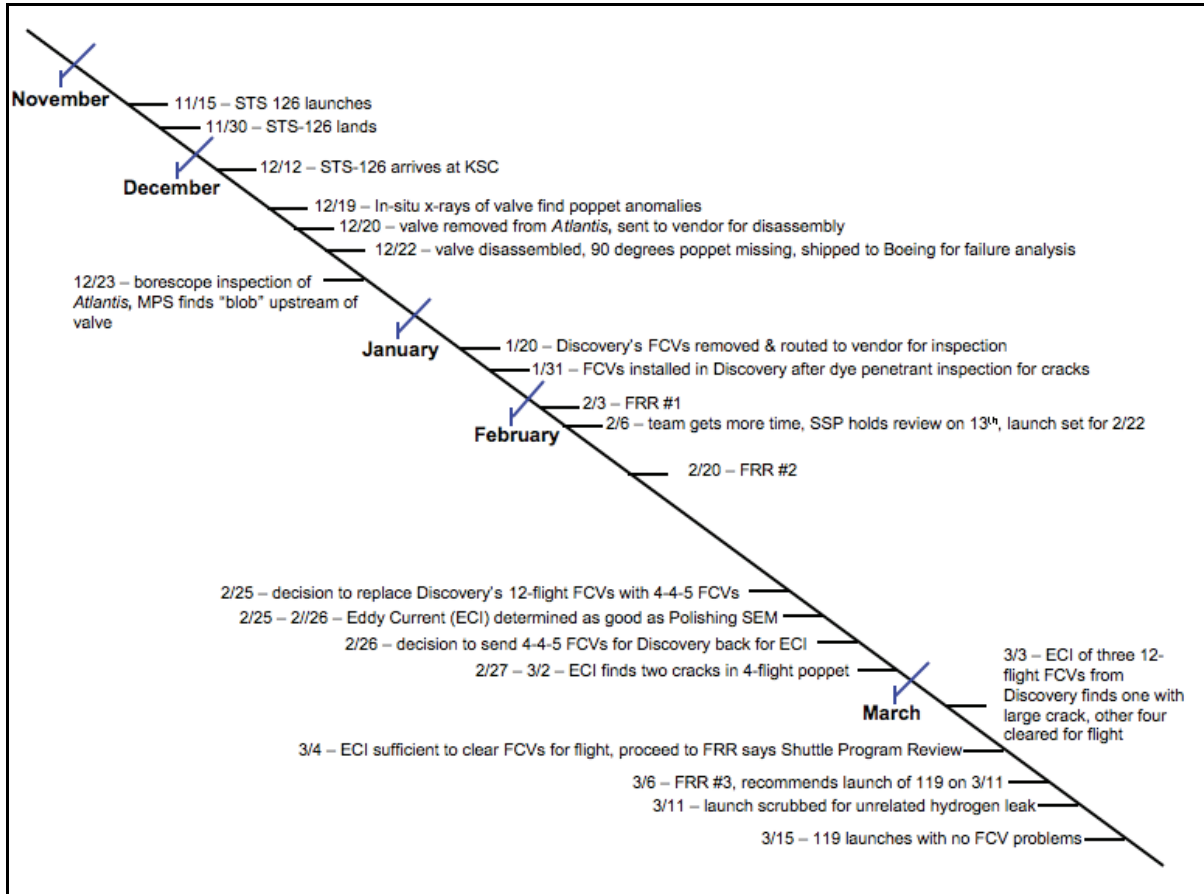 November
11/15 – STS 126 launches
11/30 – STS-126 lands
December
12/12 – STS-126 arrives at KSC
12/19 – In-situ x-rays of valve find poppet anomalies
12/20 – valve removed from Atlantis, sent to vendor for disassembly
12/22 – valve disassembled, 90 degrees poppet missing, shipped to Boeing for failure analysis
12/23 – borescope inspection of
Atlantis, MPS finds "blob" upstream of
valve
January
1/20 – Discovery's FCVs removed & routed to vendor for inspection
1/31 – FCVs installed in Discovery after dye penetrant inspection for cracks
February
2/3 – FRR #1
2/6 – team gets more time, SSP holds review on 13th, launch set for 2/22
2/20 – FRR #2
2/25 – decision to replace Discovery's 12-flight FCVs with 4-4-5 FCVs
2/25 - 2//26 – Eddy Current (ECI) determined as good as Polishing SEM
2/26 – decision to send 4-4-5 FCVs for Discovery back for ECI
2/27 – 3/2 – ECI finds two cracks in 4-flight poppet
March
3/3 – ECI of three 12-
flight FCVs from
Discovery finds one with
large crack, other four
cleared for flight
3/4 – ECI sufficient to clear FCVs for flight, proceed to FRR says Shuttle Program Review
3/6 – FRR #3, recommends launch of 119 on 3/11
3/11 – launch scrubbed for unrelated hydrogen leak
3/15 – 119 launches with no FCV problems